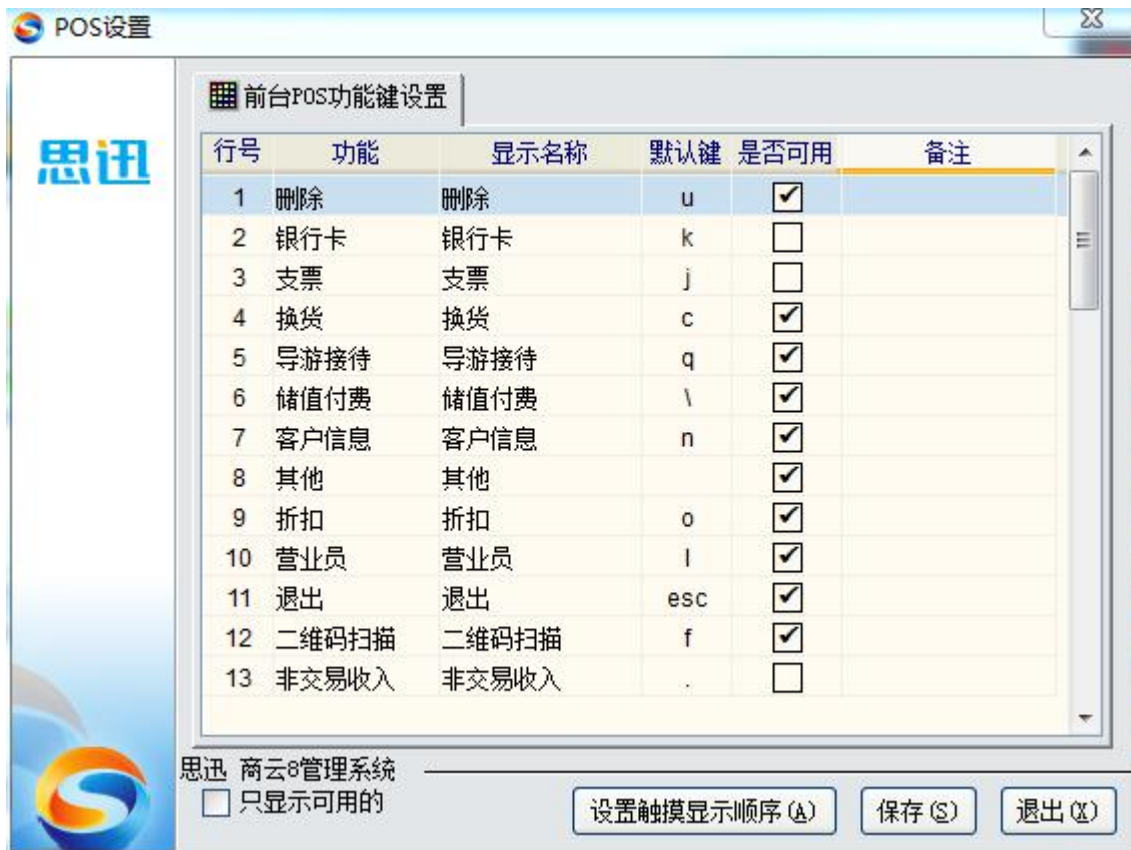 POS设置
思迅
前台POS功能键设置
行号 功能 显示名称 默认键 是否可用 备注
1 删除 删除 u
2 银行卡 银行卡 k
3 支票 支票 j
4 换货 换货 c
5 导游接待 导游接待 q
6 储值付费 储值付费 \
7 客户信息 客户信息 n
8 其他 其他
9 折扣 折扣 o
10 营业员 营业员 l
11 退出 退出 esc
12 二维码扫描 二维码扫描 f
13 非交易收入 非交易收入 .
思迅 商云8管理系统
只显示可用的
设置触摸显示顺序(A) 保存(S) 退出(X)